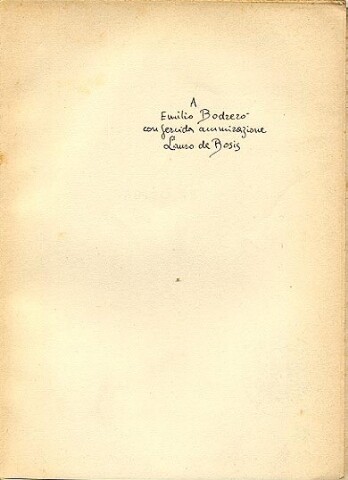 A
Emilio Bodrero
con fervida ammirazione
Lauro de Bosis